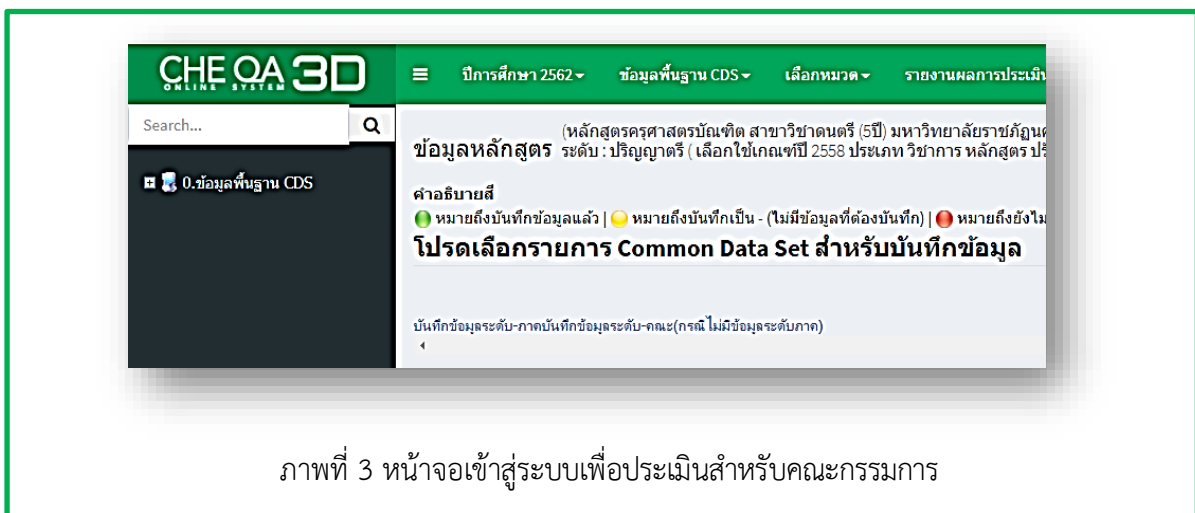 CHE QA 3D
ONLINE SYSTEM
ปีการศึกษา 2562 ข้อมูลพื้นฐาน CDS เลือกหมวด รายงานผลการประเมิน
Search...
0.ข้อมูลพื้นฐาน CDS
(หลักสูตรครุศาสตรบัณฑิต สาขาวิชาดนตรี (5ปี) มหาวิทยาลัยราชภัฏนค
ข้อมูลหลักสูตร ระดับ : ปริญญาตรี ( เลือกใช้เกณฑ์ปี 2558 ประเภท วิชาการ หลักสูตร ปรั
คำอธิบายสี
หมายถึงบันทึกข้อมูลแล้ว | หมายถึงบันทึกเป็น - (ไม่มีข้อมูลที่ต้องบันทึก) | หมายถึงยังไม
โปรดเลือกรายการ Common Data Set สำหรับบันทึกข้อมูล
บันทึกข้อมูลระดับ-ภาคบันทึกข้อมูลระดับ-คณะ(กรณีไม่มีข้อมูลระดับภาค)
ภาพที่ 3 หน้าจอเข้าสู่ระบบเพื่อประเมินสำหรับคณะกรรมการ